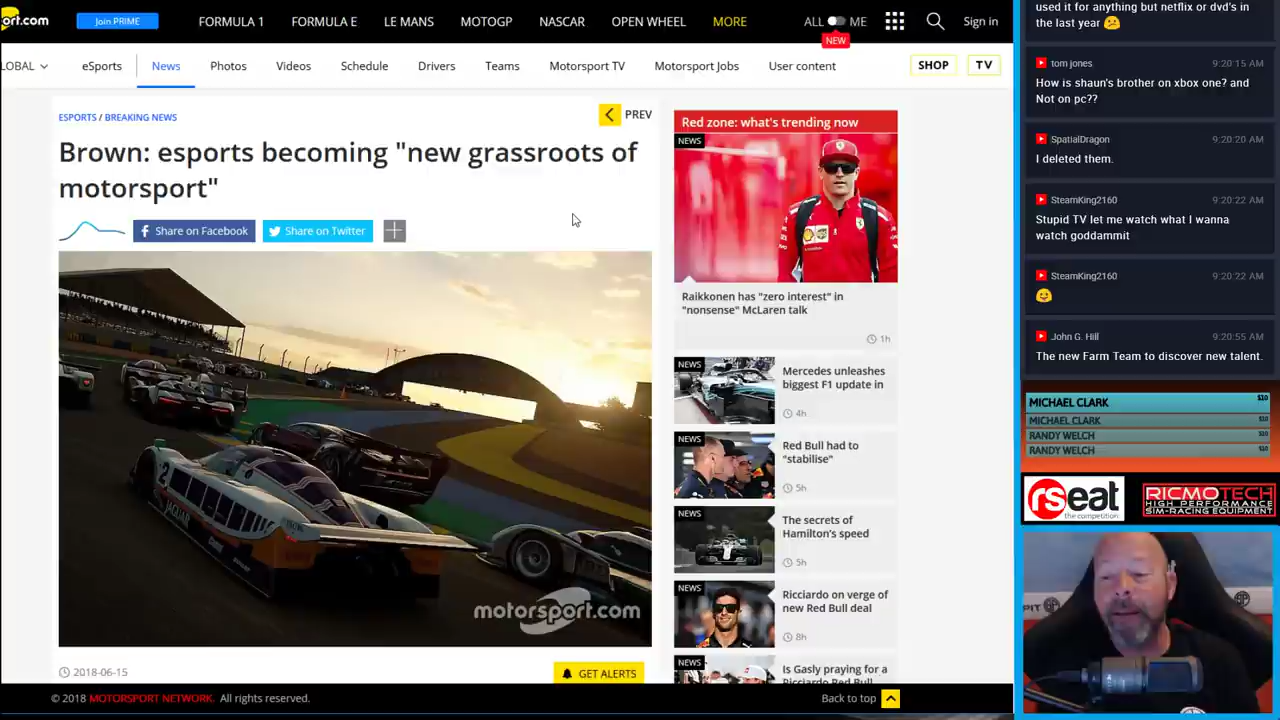 ort.com
Join PRIME
FORMULA 1
FORMULA E
LE MANS
MOTOGP
NASCAR
OPEN WHEEL
MORE
ALL
ME
NEW
Sign in
LOBAL
eSports
News
Photos
Videos
Schedule
Drivers
Teams
Motorsport TV
Motorsport Jobs
User content
SHOP
TV
ESPORTS / BREAKING NEWS
PREV
Brown: esports becoming "new grassroots of
motorsport"
Share on Facebook
Share on Twitter
JAGUAR
motorsport.com
2018-06-15
GET ALERTS
Red zone: what's trending now
NEWS
Raikkonen has "zero interest" in
"nonsense" McLaren talk
1h
NEWS
Mercedes unleashes
biggest F1 update in
4h
NEWS
Red Bull had to
"stabilise"
5h
NEWS
The secrets of
Hamilton's speed
5h
NEWS
Ricciardo on verge of
new Red Bull deal
8h
NEWS
Is Gasly praying for a
Ricciardo Red Bull
© 2018 MOTORSPORT NETWORK. All rights reserved.
Back to top
used it for anything but netflix or dvd's in
the last year 😕
tom jones
9:20:15 AM
How is shaun's brother on xbox one? and
Not on pc??
SpatialDragon
9:20:20 AM
I deleted them.
SteamKing2160
9:20:22 AM
Stupid TV let me watch what I wanna
watch goddammit
SteamKing2160
9:20:22 AM
John G. Hill
9:20:55 AM
The new Farm Team to discover new talent.
MICHAEL CLARK $10
MICHAEL CLARK $10
RANDY WELCH $10
RANDY WELCH $10
rseat
the competition
RICMOTECH
HIGH PERFORMANCE
SIM-RACING EQUIPMENT